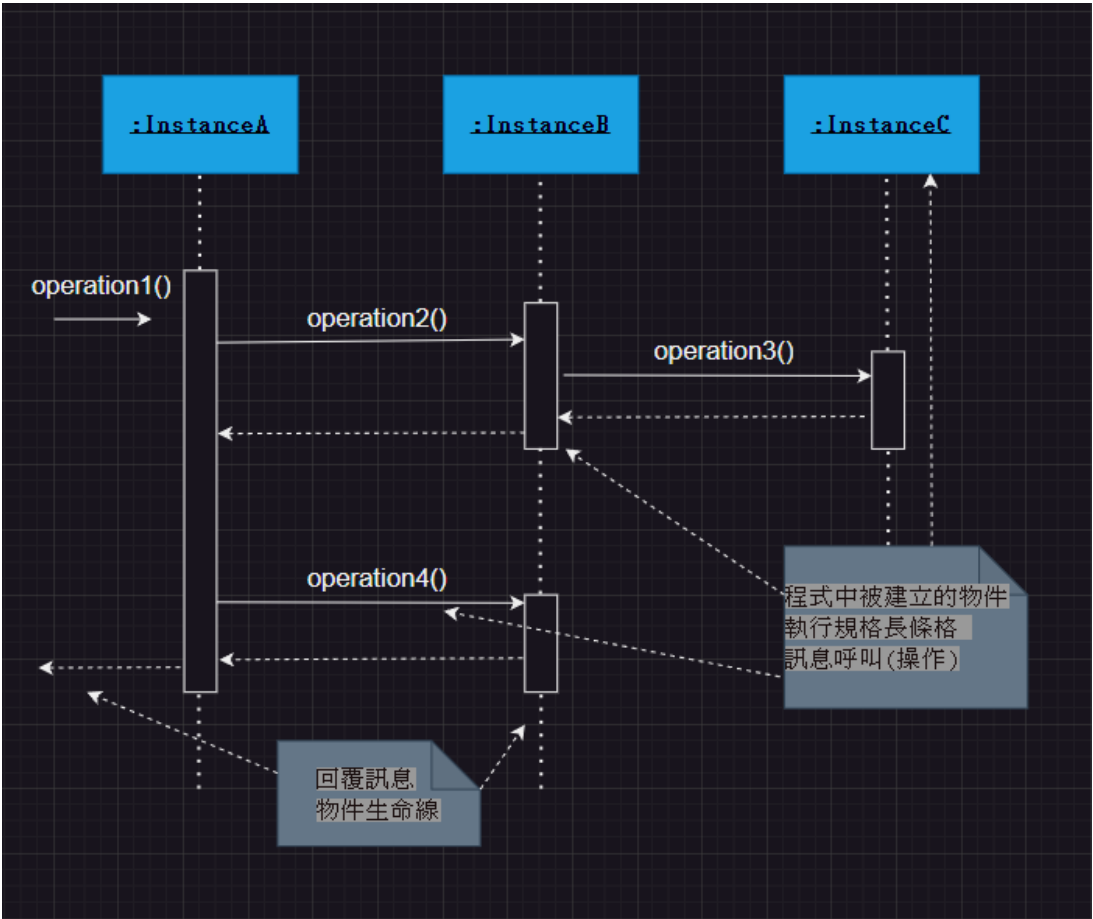 :InstanceA
:InstanceB
:InstanceC
operation1()
operation2()
operation3()
operation4()
程式中被建立的物件
執行規格長條格
訊息呼叫(操作)
回覆訊息
物件生命線